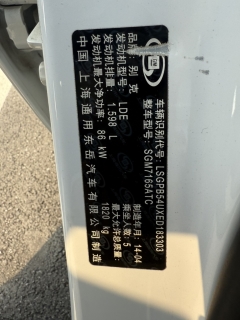 品牌：别克
发动机型号：LDE
发动机排量：1.598 L
发动机最大净功率：86 kW
中国 上海通用东岳汽车有限公司制造
车辆识别代号：LSGPB54UXED183303
整车型号：SGM7165ATC
制造年月：14-04
乘坐人数：5
最大允许总质量：1820 kg